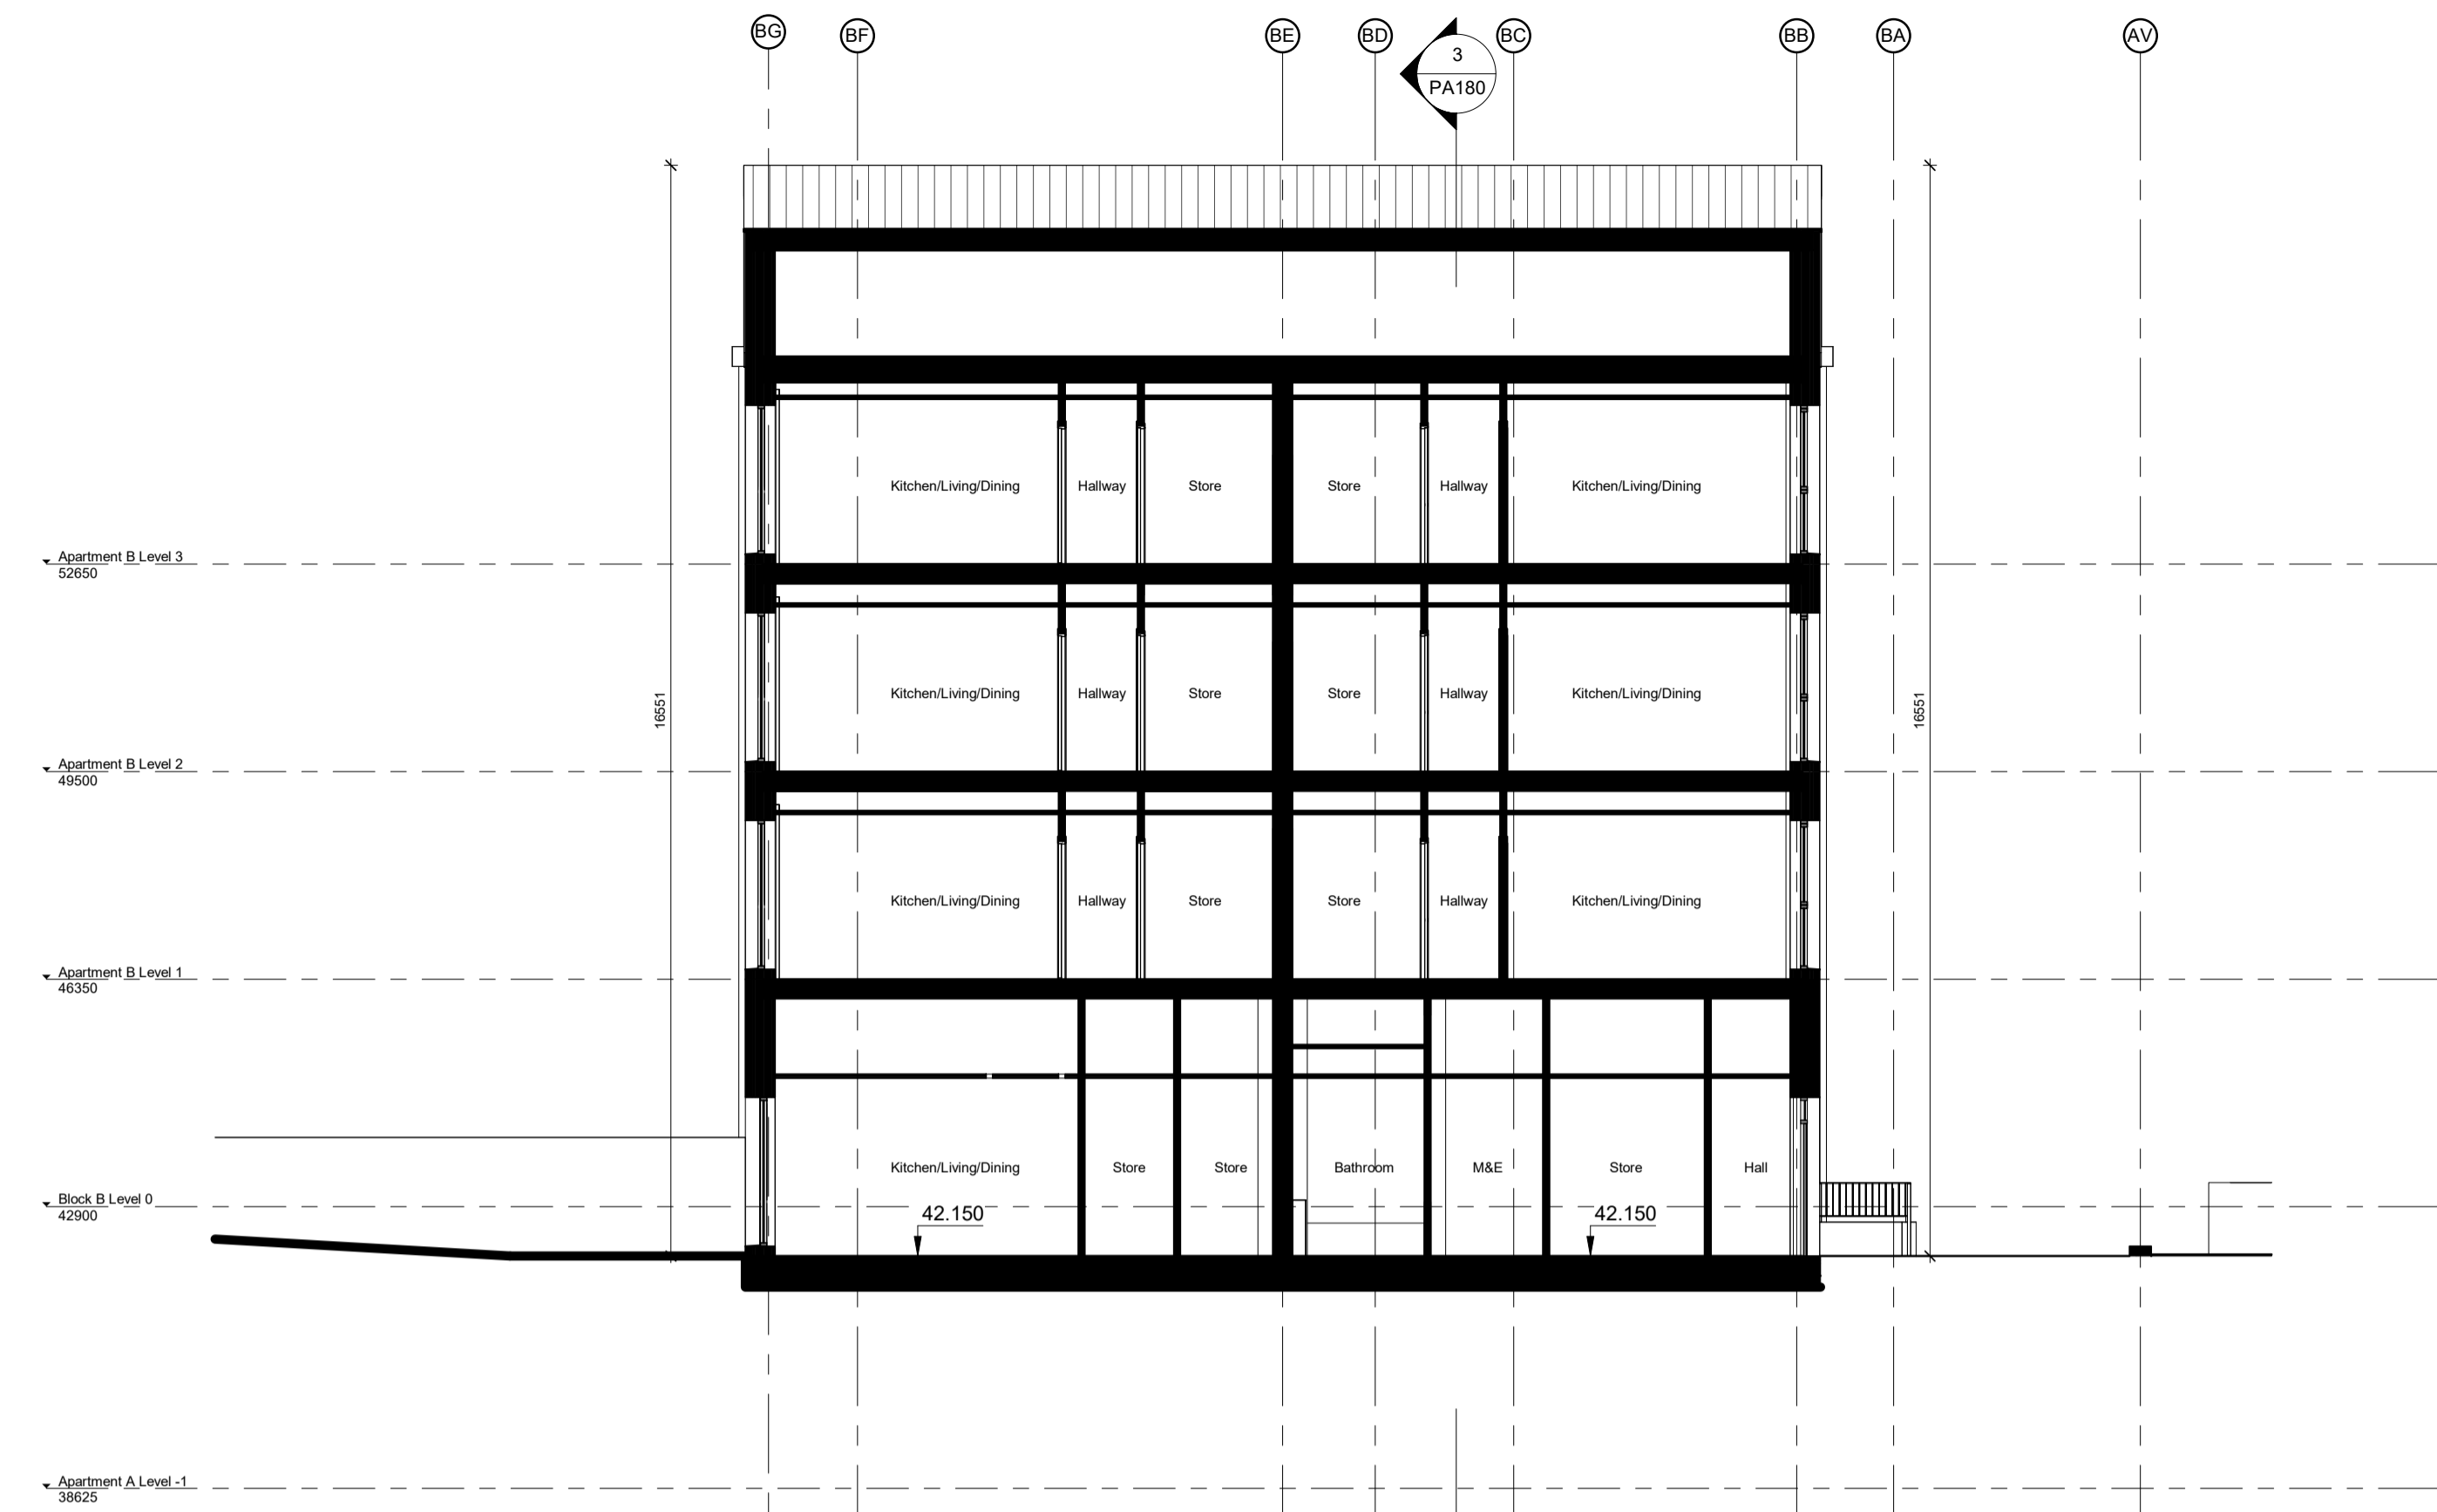 BG
BF
BE
BD
3
PA180
BC
BB
BA
AV
Kitchen/Living/Dining
Hallway
Store
Store
Hallway
Kitchen/Living/Dining
Apartment B Level 3
52650
16551
16551
Kitchen/Living/Dining
Hallway
Store
Store
Hallway
Kitchen/Living/Dining
Apartment B Level 2
49500
Kitchen/Living/Dining
Hallway
Store
Store
Hallway
Kitchen/Living/Dining
Apartment B Level 1
46350
Kitchen/Living/Dining
Store
Store
Bathroom
M&E
Store
Hall
Block B Level 0
42900
42.150
42.150
Apartment A Level -1
38625